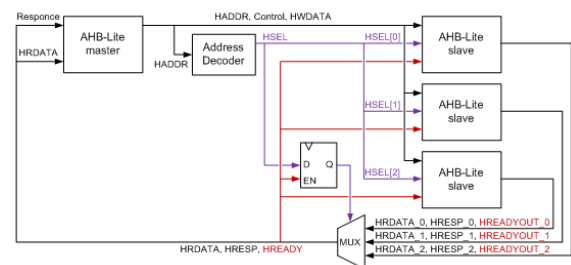 Responce
HADDR, Control, HWDATA
AHB-Lite
master
HRDATA
HADDR
Address
Decoder
HSEL
HSEL[0]
AHB-Lite
slave
HSEL[1]
AHB-Lite
slave
D Q
EN
HSEL[2]
AHB-Lite
slave
MUX
HRDATA_0, HRESP_0, HREADYOUT_0
HRDATA_1, HRESP_1, HREADYOUT_1
HRDATA_2, HRESP_2, HREADYOUT_2
HRDATA, HRESP, HREADY